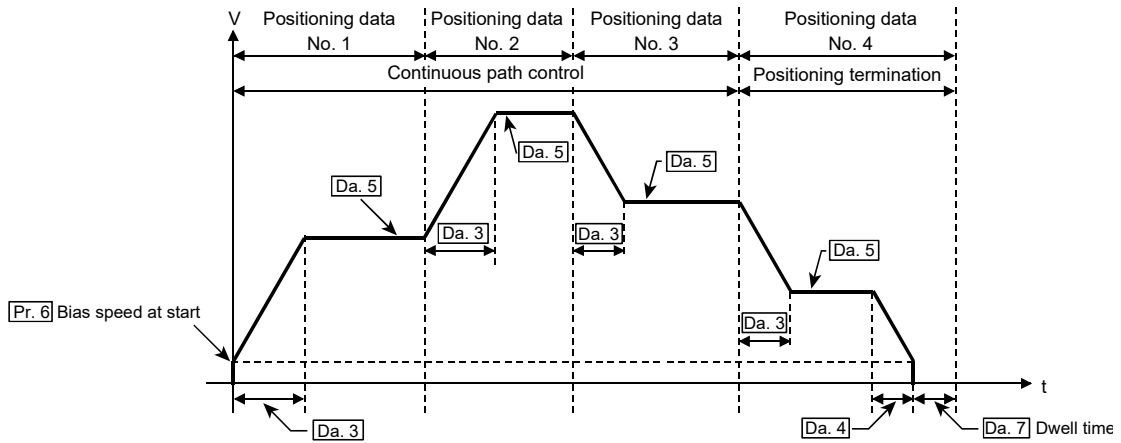 V
Positioning data
No. 1
Positioning data
No. 2
Positioning data
No. 3
Positioning data
No. 4
Continuous path control
Positioning termination
Da. 5
Da. 5
Da. 5
Da. 3
Da. 3
Da. 5
Pr. 6 Bias speed at start
Da. 3
t
Da. 3
Da. 4
Da. 7 Dwell time